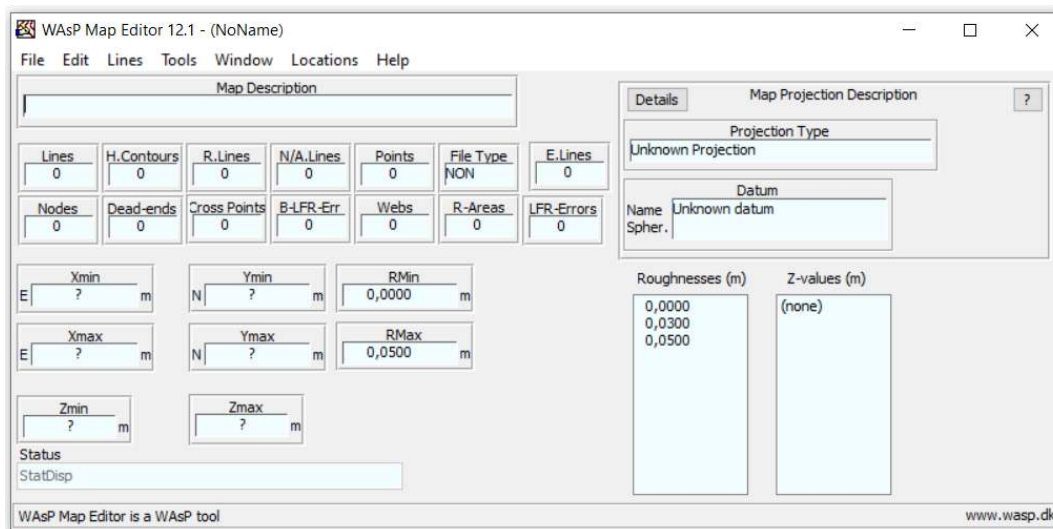 WAsP Map Editor 12.1 - (NoName)
File Edit Lines Tools Window Locations Help
Map Description
Details Map Projection Description ?
Projection Type
Unknown Projection
Lines H.Contours R.Lines N/A.Lines Points File Type E.Lines
0 0 0 0 0 NON 0
Datum
Name Unknown datum
Spher.
Nodes Dead-ends Cross Points B-LFR-Err Webs R-Areas LFR-Errors
0 0 0 0 0 0 0
Xmin Ymin RMin
E ? m N ? m 0,0000 m
Xmax Ymax RMax
E ? m N ? m 0,0500 m
Zmin Zmax
? m ? m
Roughnesses (m) Z-values (m)
0,0000 (none)
0,0300
0,0500
Status
StatDisp
WAsP Map Editor is a WAsP tool www.wasp.dk